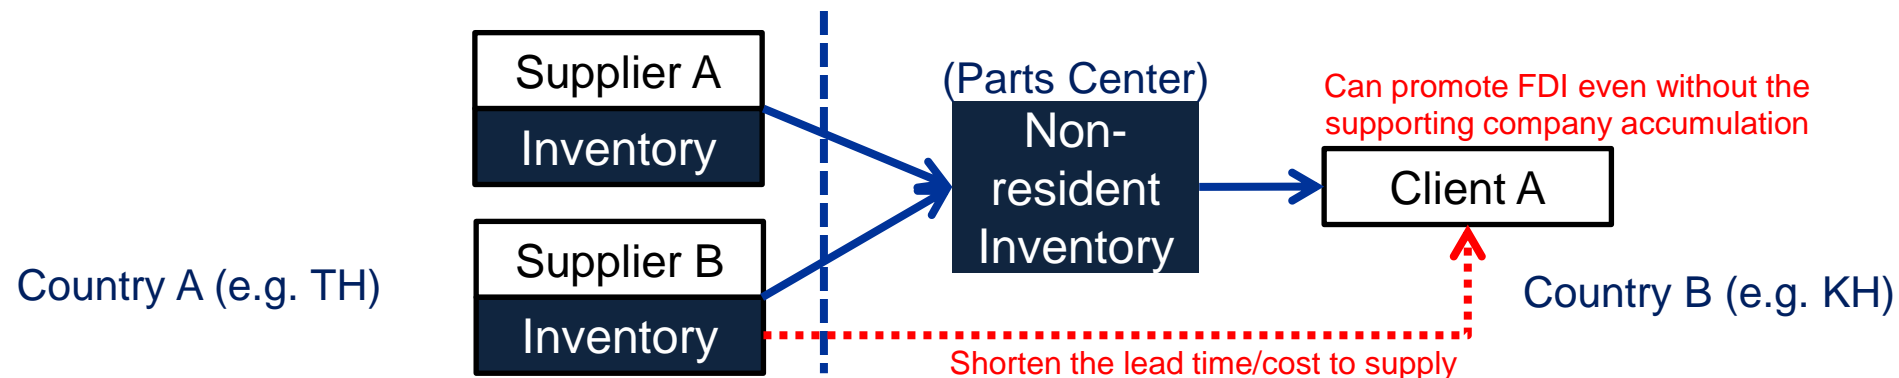 Supplier A
Inventory
Supplier B
Inventory
Country A (e.g. TH)
(Parts Center)
Non-
resident
Inventory
Can promote FDI even without the
supporting company accumulation
Client A
Country B (e.g. KH)
Shorten the lead time/cost to supply